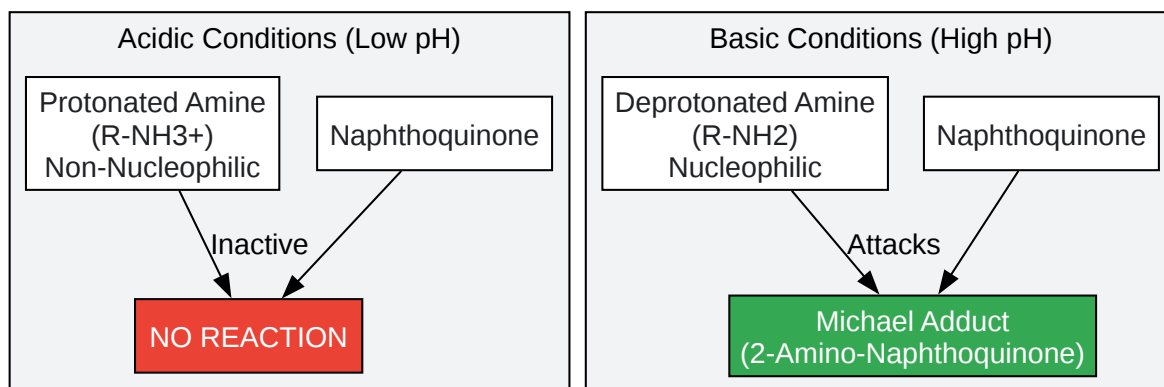 Acidic Conditions (Low pH)
Protonated Amine
(R-NH3+)
Non-Nucleophilic
Naphthoquinone
Inactive
NO REACTION
Basic Conditions (High pH)
Deprotonated Amine
(R-NH2)
Nucleophilic
Naphthoquinone
Attacks
Michael Adduct
(2-Amino-Naphthoquinone)